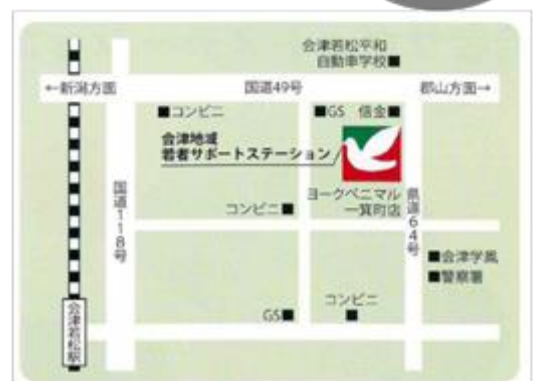 会津若松平和
自動車学校■
←新潟方面
国道49号
郡山方面→
■コンビニ
■GS
信金■
会津地域
若者サポートステーション
ヨークベニマル
一箕町店
国道118号
コンビニ■
県道64号
■会津学鳳
■警察署
会津若松駅
GS■
コンビニ
■